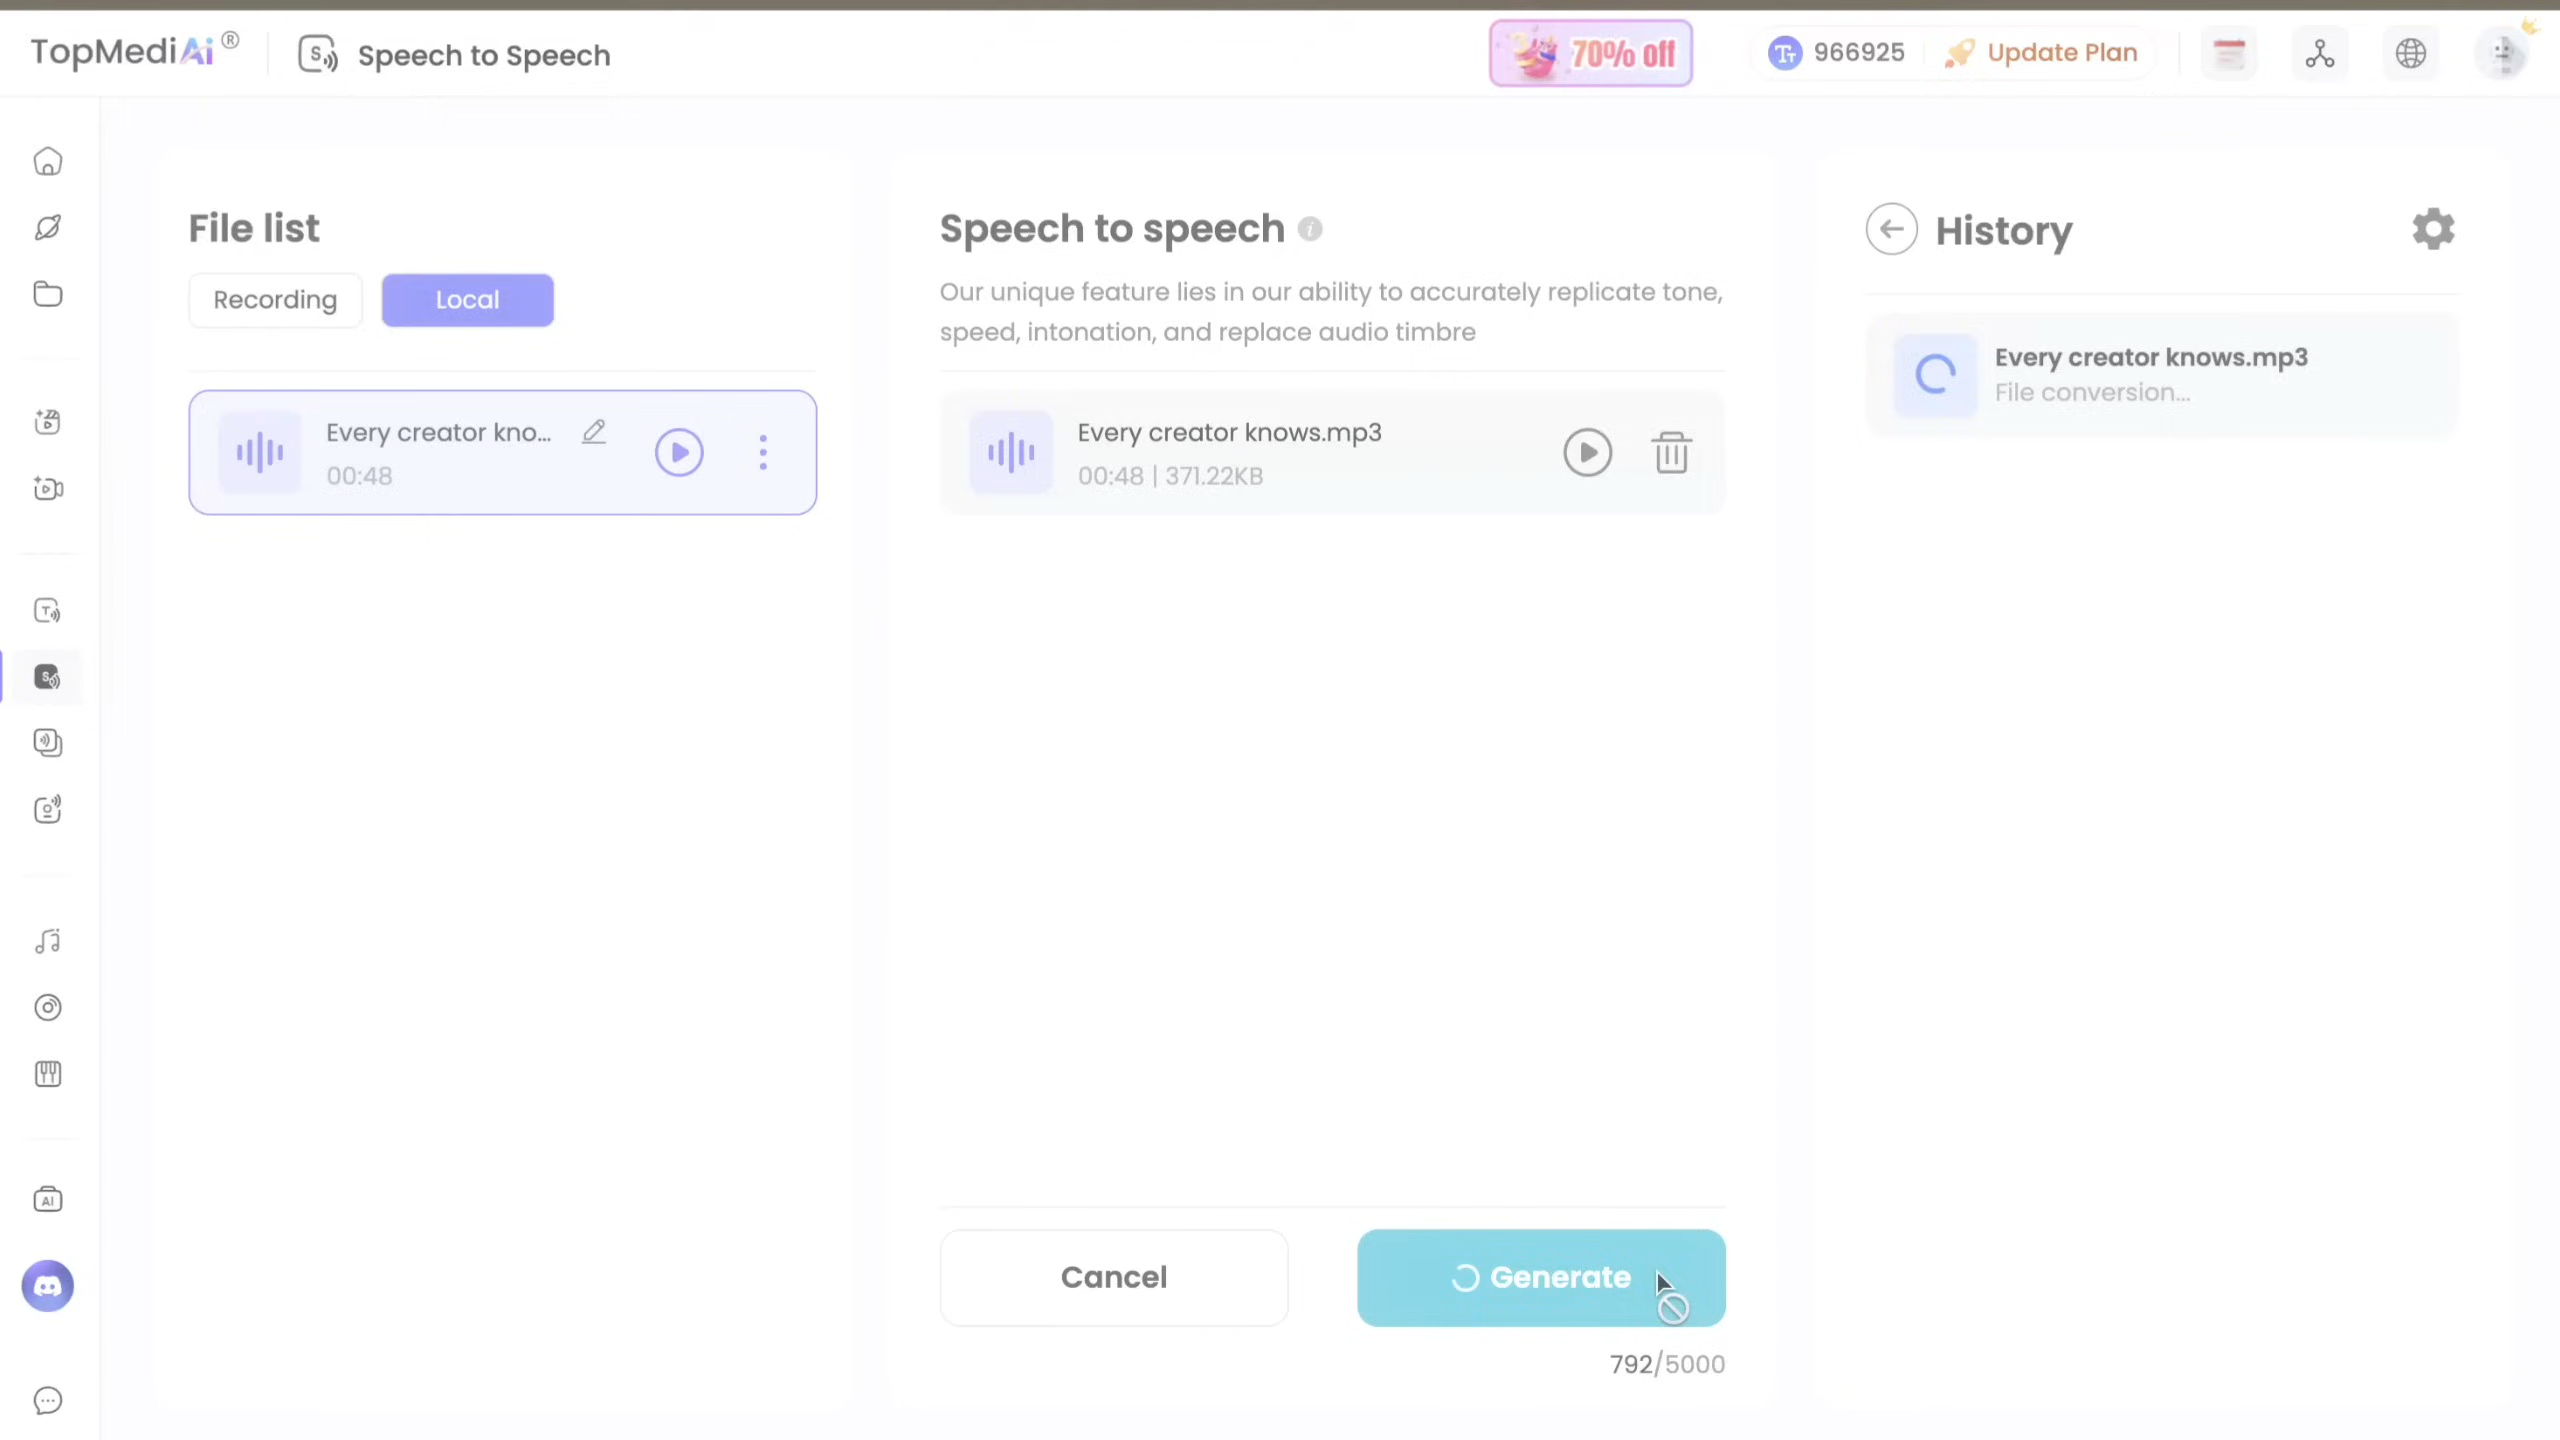 TopMediAi®
Speech to Speech
70% off
966925
Update Plan
File list
Recording
Local
Every creator kno...
00:48
Speech to speech
Our unique feature lies in our ability to accurately replicate tone,
speed, intonation, and replace audio timbre
Every creator knows.mp3
00:48 | 371.22KB
Cancel
Generate
792/5000
History
Every creator knows.mp3
File conversion...
AI